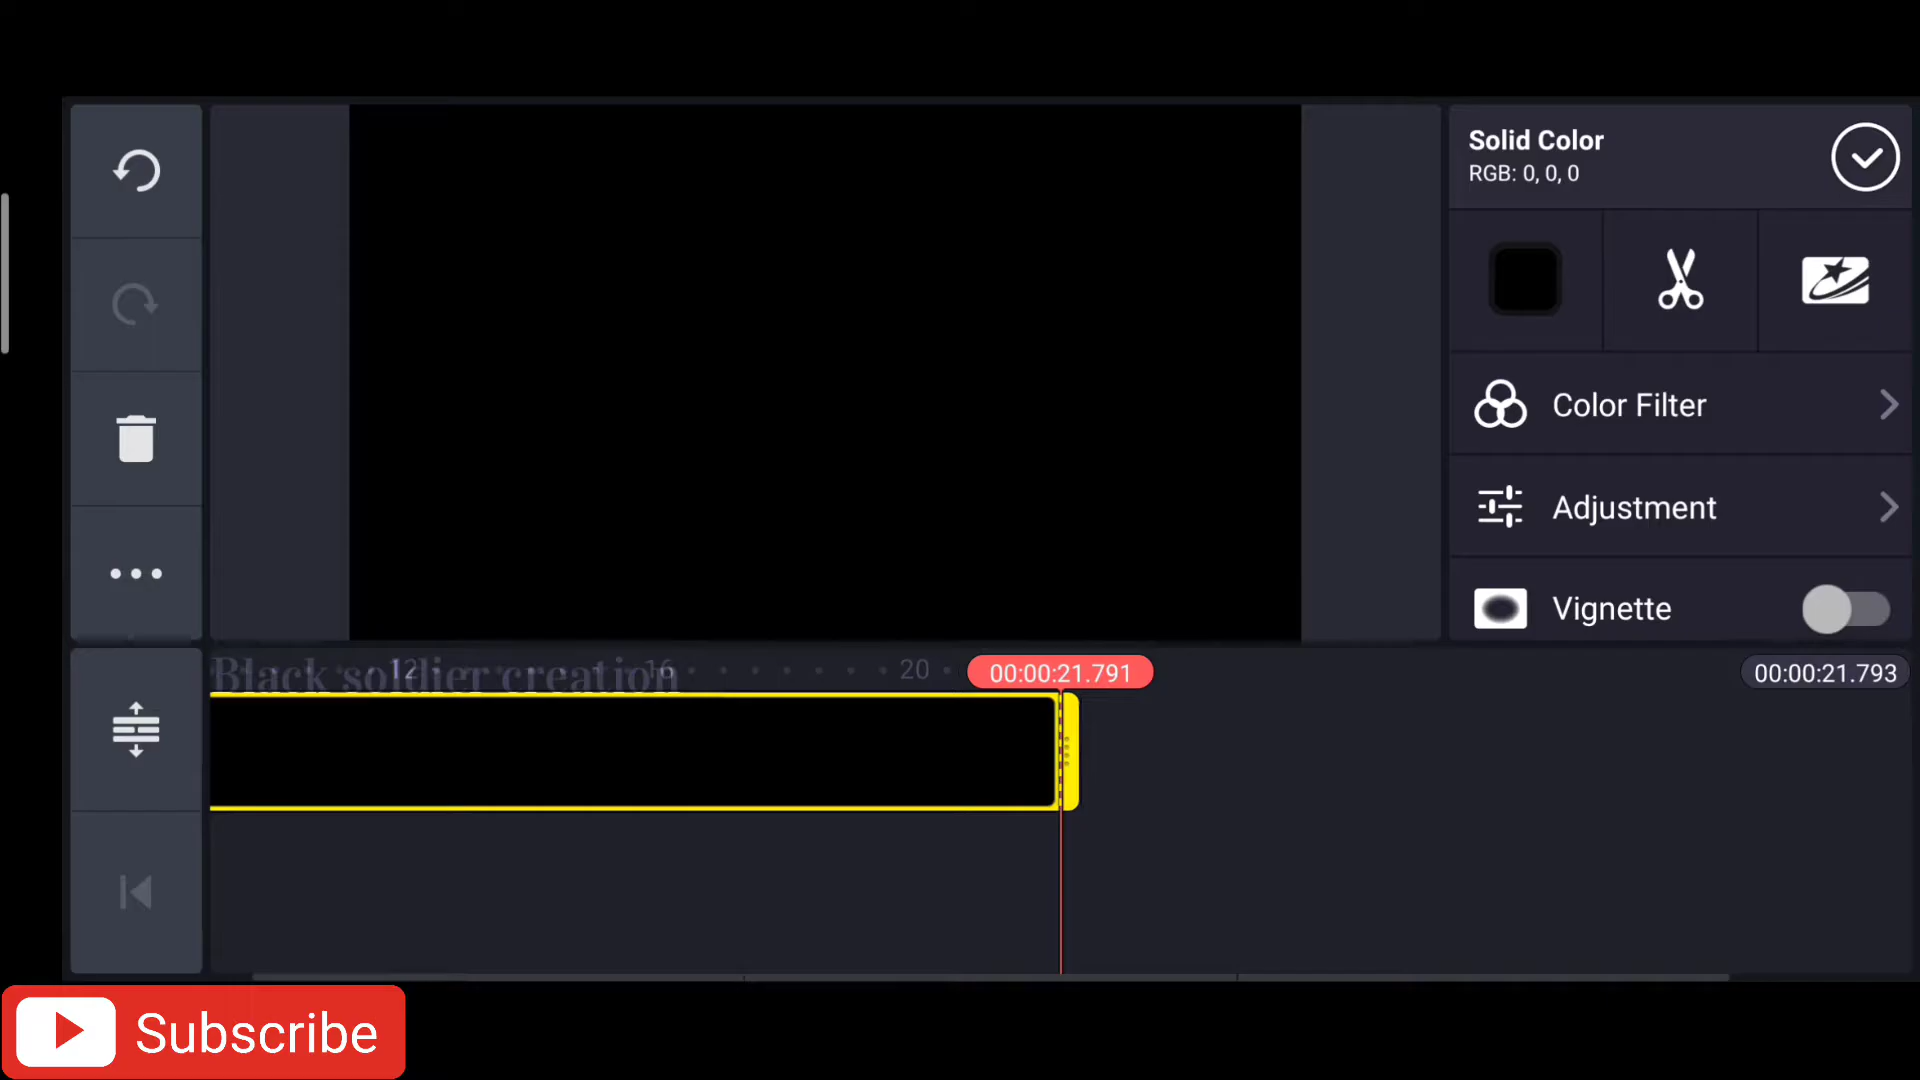 Solid Color
RGB: 0, 0, 0
Color Filter
Adjustment
Vignette
12
16
20
00:00:21.791
00:00:21.793
Black soldier creation
Subscribe